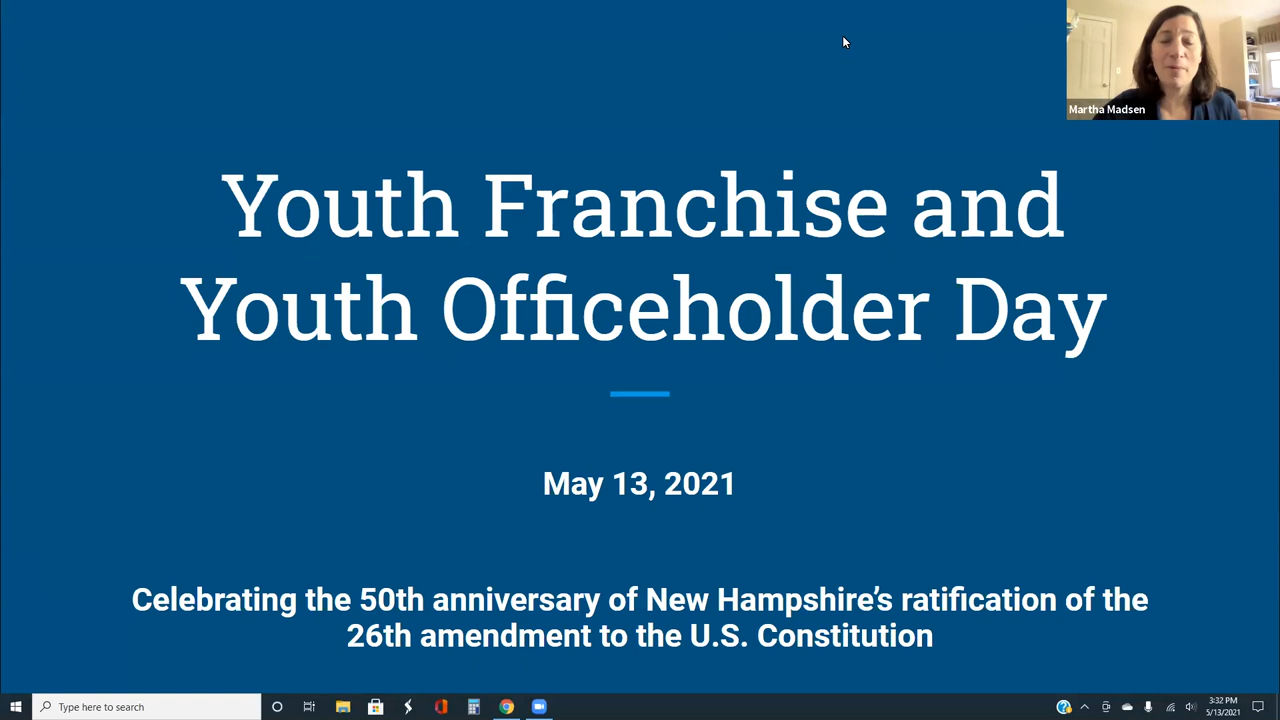 Martha Madsen
Youth Franchise and
Youth Officeholder Day
May 13, 2021
Celebrating the 50th anniversary of New Hampshire’s ratification of the
26th amendment to the U.S. Constitution
Type here to search
3:32 PM
5/13/2021